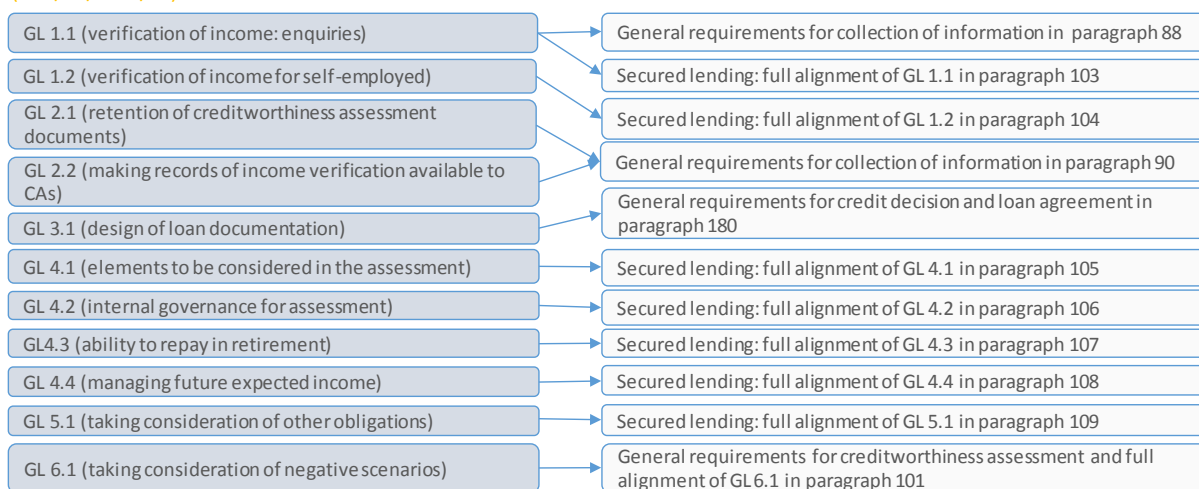 GL 1.1 (verification of income: enquiries)
General requirements for collection of information in paragraph 88
GL 1.2 (verification of income for self-employed)
Secured lending: full alignment of GL 1.1 in paragraph 103
GL 2.1 (retention of creditworthiness assessment
documents)
Secured lending: full alignment of GL 1.2 in paragraph 104
GL 2.2 (making records of income verification available to
CAs)
General requirements for collection of information in paragraph 90
GL 3.1 (design of loan documentation)
General requirements for credit decision and loan agreement in
paragraph 180
GL 4.1 (elements to be considered in the assessment)
Secured lending: full alignment of GL 4.1 in paragraph 105
GL 4.2 (internal governance for assessment)
Secured lending: full alignment of GL 4.2 in paragraph 106
GL4.3 (ability to repay in retirement)
Secured lending: full alignment of GL 4.3 in paragraph 107
GL 4.4 (managing future expected income)
Secured lending: full alignment of GL 4.4 in paragraph 108
GL 5.1 (taking consideration of other obligations)
Secured lending: full alignment of GL 5.1 in paragraph 109
GL 6.1 (taking consideration of negative scenarios)
General requirements for creditworthiness assessment and full
alignment of GL 6.1 in paragraph 101